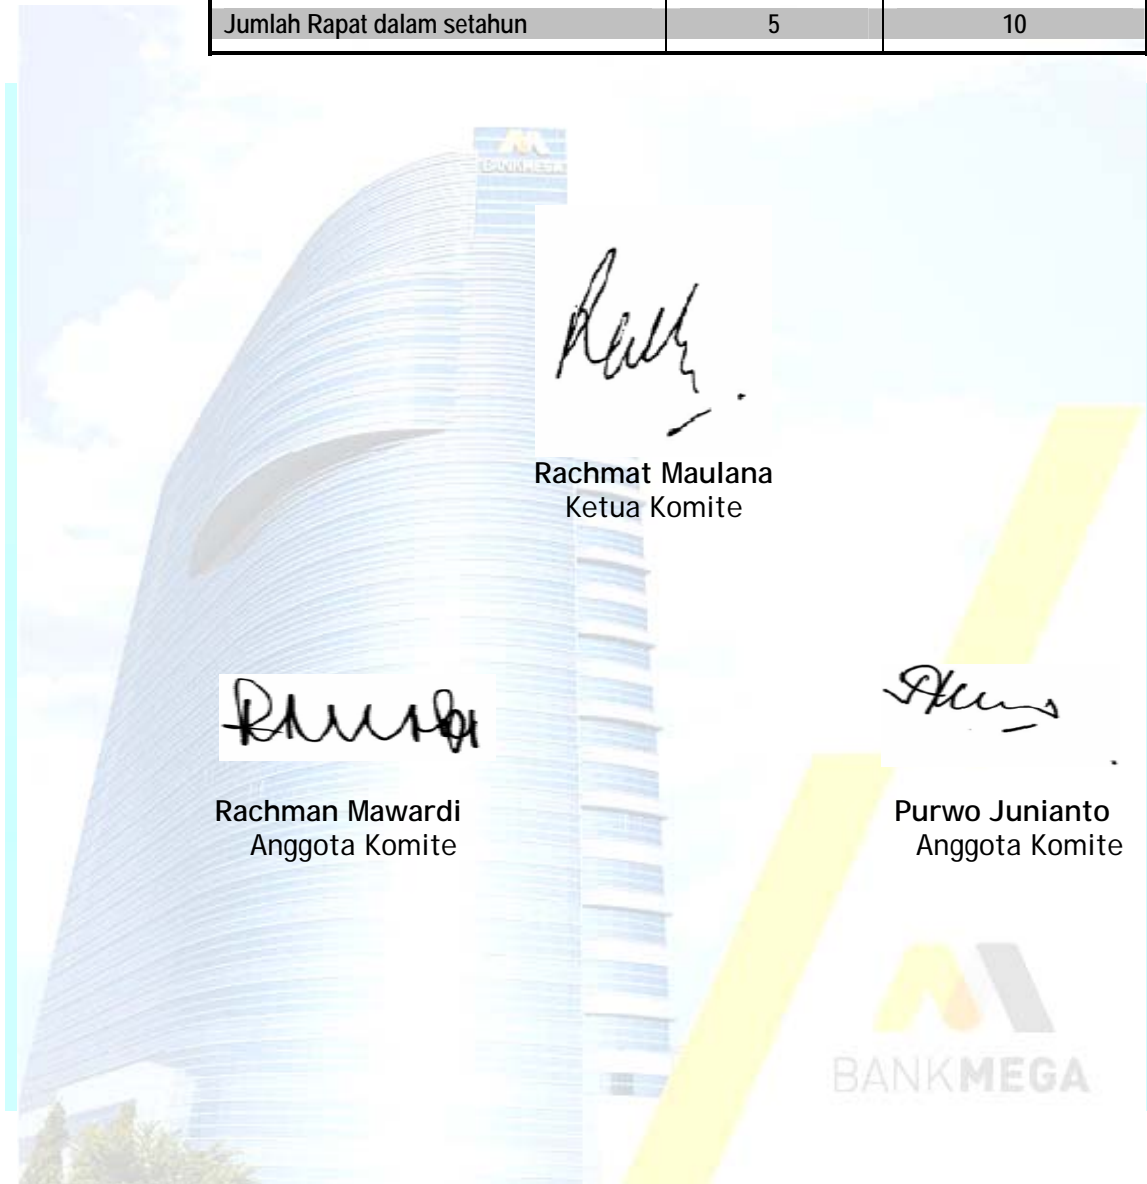 Jumlah Rapat dalam setahun 5 10
BANKMEGA
Rachmat Maulana
Ketua Komite
Rachman Mawardi
Anggota Komite
Purwo Junianto
Anggota Komite
BANKMEGA